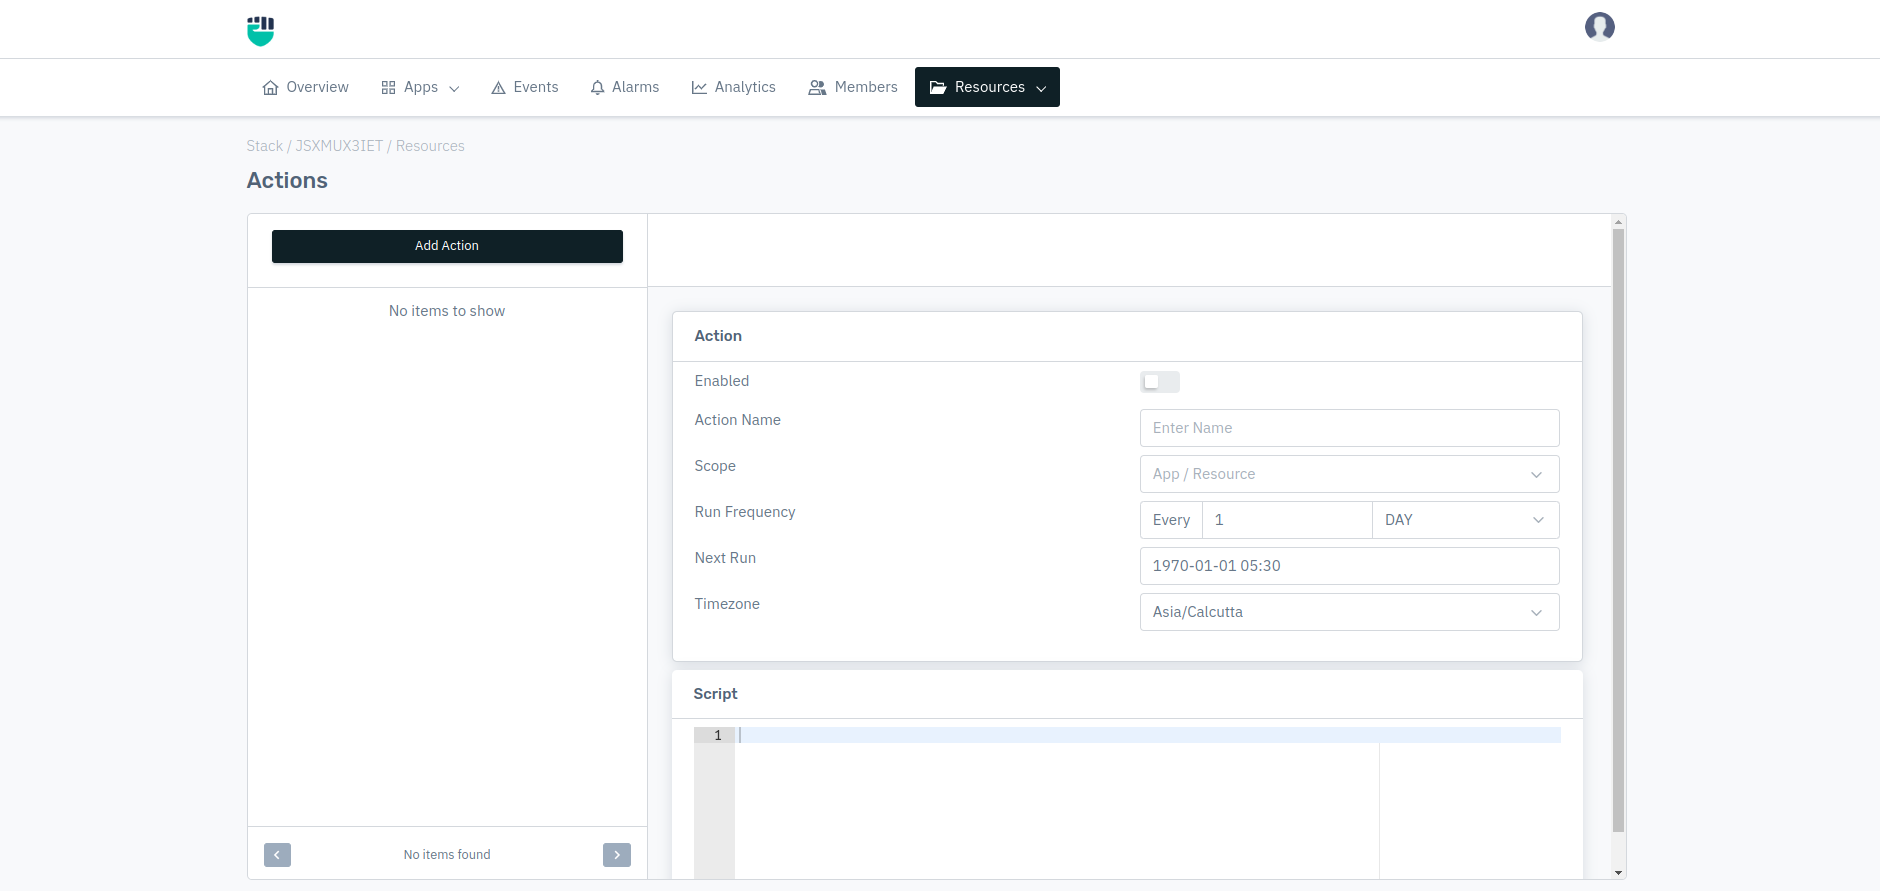 Overview Apps Events Alarms Analytics Members Resources
Stack / JSXMUX3IET / Resources
Actions
Add Action
No items to show
Action
Enabled
Action Name Enter Name
Scope App / Resource
Run Frequency Every 1 DAY
Next Run 1970-01-01 05:30
Timezone Asia/Calcutta
Script
1
No items found